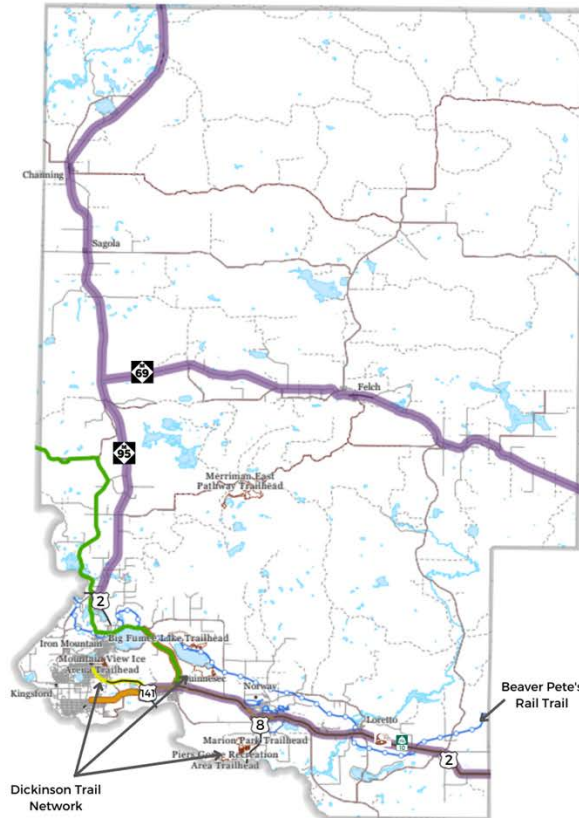 Channing
Sagola
69
Felch
95
Merriman East
Pathway Trailhead
2
Big Fumee Lake Trailhead
Iron Mountain
Mountain View Ice
Arena Trailhead
Quinnesec
Kingsford
141
Norway
Beaver Pete's
Rail Trail
8
Loretto
Marion Park Trailhead
Piers Gorge Recreation
Area Trailhead
2
Dickinson Trail
Network